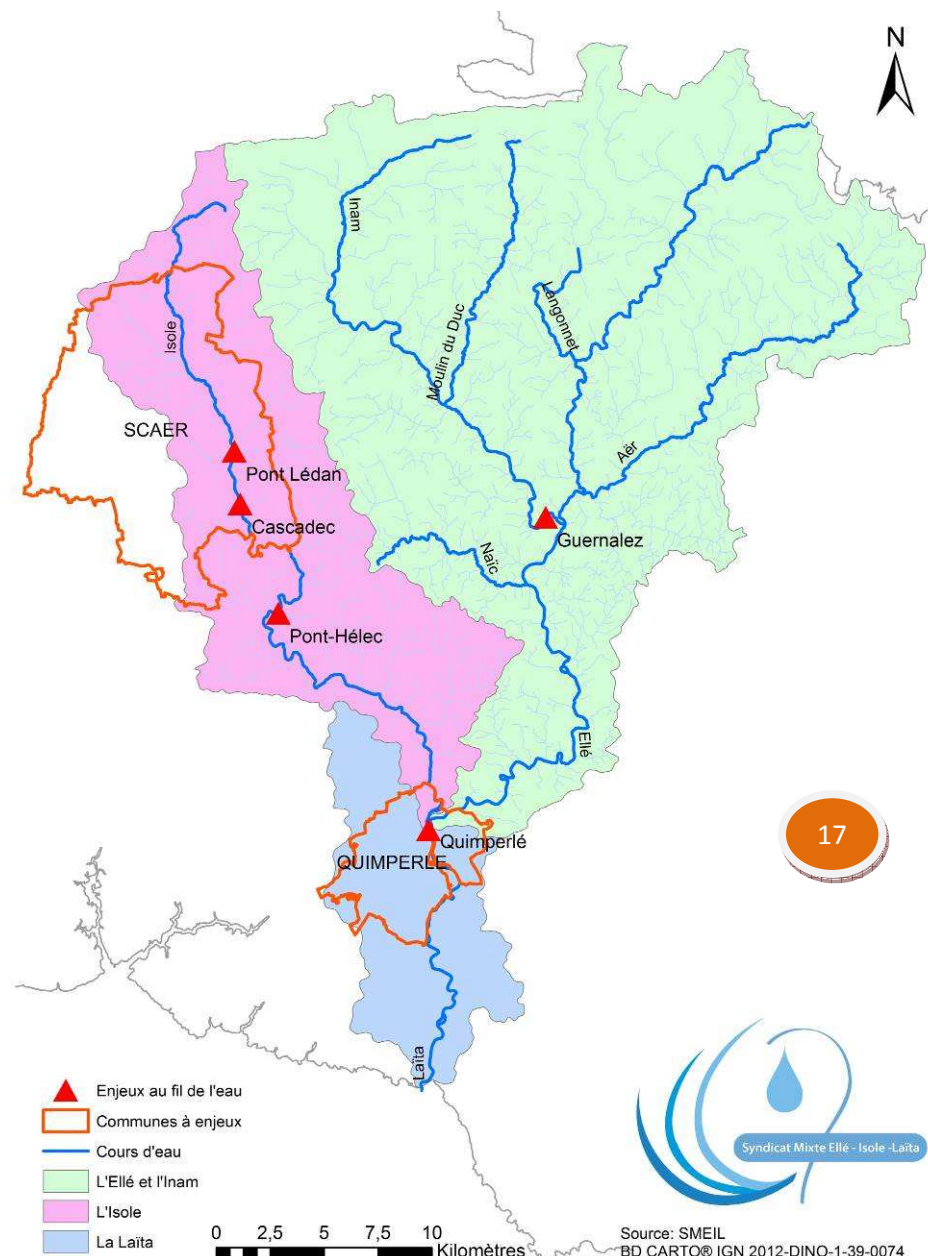 N
Inam
Moulin du Duc
Langonnet
Isole
Aër
SCAER
Pont Lédan
Cascadec
Guernalez
Naïc
Pont-Hélec
Ellé
17
Quimperlé
QUIMPERLE
Laïta
Enjeux au fil de l'eau
Communes à enjeux
Cours d'eau
L'Ellé et l'Inam
L'Isole
La Laïta
0 2,5 5 7,5 10
Kilomètres
Syndicat Mixte Ellé - Isole -Laïta
Source: SMEIL
BD CARTO® IGN 2012-DINO-1-39-0074